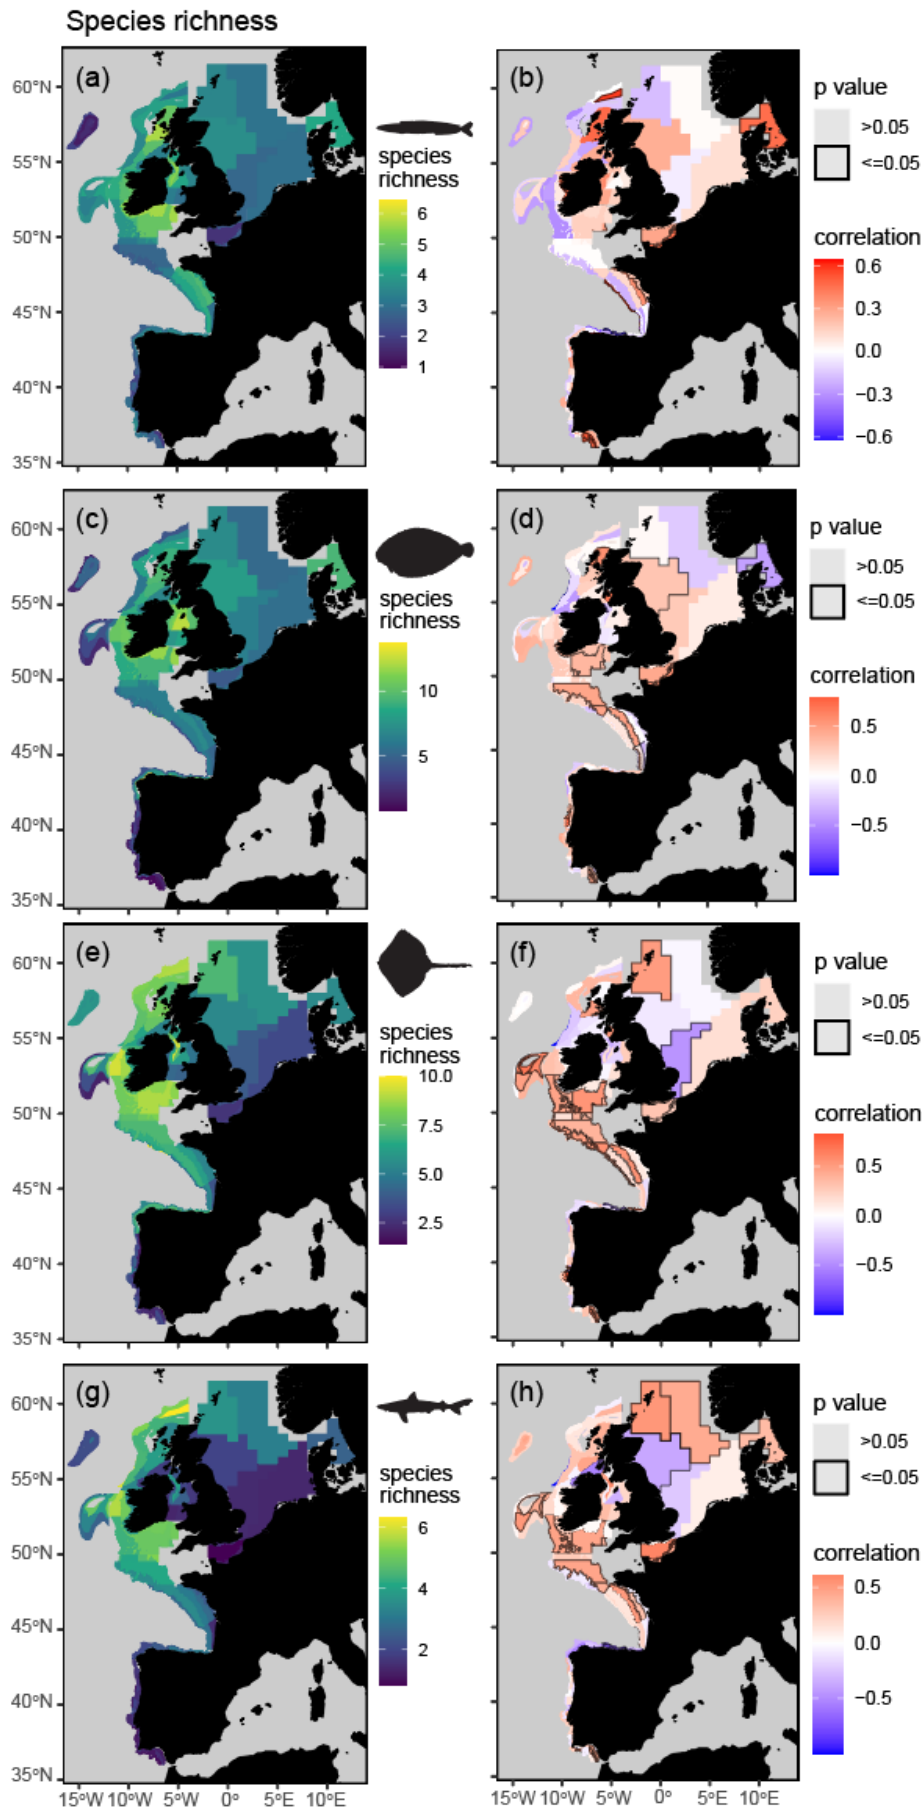 Species richness
(a)
60°N
55°N
50°N
45°N
40°N
35°N
species
richness
6
5
4
3
2
1
(b)
p value
>0.05
<=0.05
correlation
0.6
0.3
0.0
−0.3
−0.6
(c)
60°N
55°N
50°N
45°N
40°N
35°N
species
richness
10
5
(d)
p value
>0.05
<=0.05
correlation
0.5
0.0
−0.5
(e)
60°N
55°N
50°N
45°N
40°N
35°N
species
richness
10.0
7.5
5.0
2.5
(f)
p value
>0.05
<=0.05
correlation
0.5
0.0
−0.5
(g)
60°N
55°N
50°N
45°N
40°N
35°N
species
richness
6
4
2
(h)
p value
>0.05
<=0.05
correlation
0.5
0.0
−0.5
15°W 10°W 5°W 0° 5°E 10°E
15°W 10°W 5°W 0° 5°E 10°E